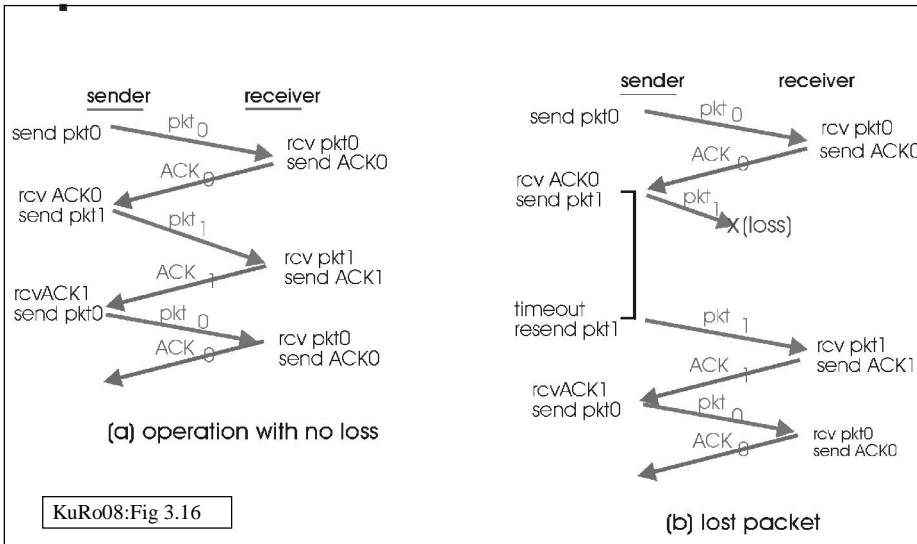 sender receiver
send pkt0
pkt0
rcv pkt0
send ACK0
ACK0
rcv ACK0
send pkt1
pkt1
rcv pkt1
send ACK1
ACK1
rcvACK1
send pkt0
pkt0
rcv pkt0
send ACK0
ACK0
(a) operation with no loss
KuRo08:Fig 3.16
sender receiver
send pkt0
pkt0
rcv pkt0
send ACK0
ACK0
rcv ACK0
send pkt1
pkt1
X (loss)
timeout
resend pkt1
pkt1
rcv pkt1
send ACK1
ACK1
rcvACK1
send pkt0
pkt0
rcv pkt0
send ACK0
ACK0
(b) lost packet